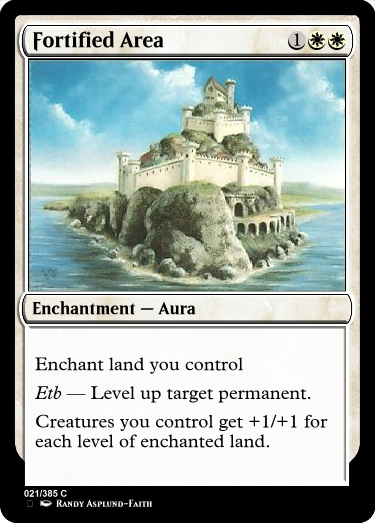 Fortified Area 1
Enchantment — Aura
Enchant land you control
Etb — Level up target permanent.
Creatures you control get +1/+1 for
each level of enchanted land.
021/385 C
Randy Asplund-Faith